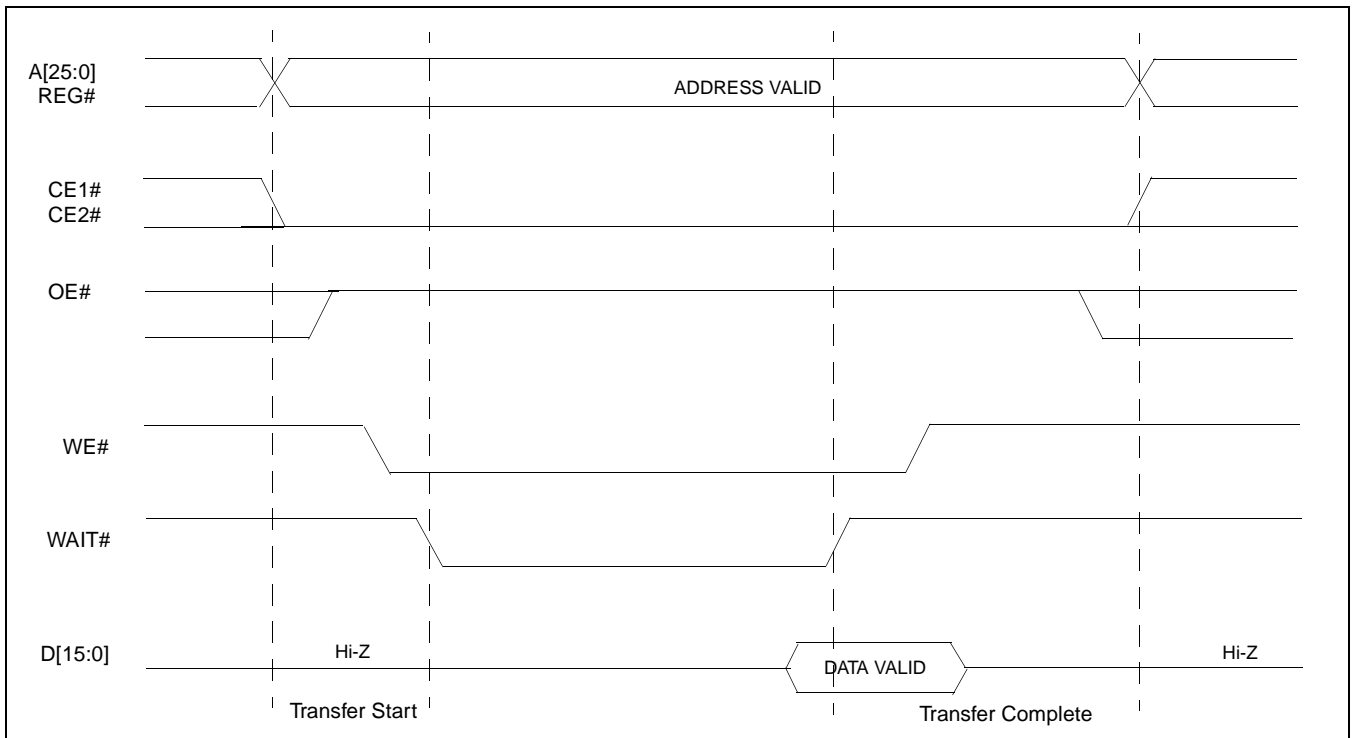 A[25:0]
REG#
ADDRESS VALID
CE1#
CE2#
OE#
WE#
WAIT#
D[15:0]
Hi-Z
DATA VALID
Hi-Z
Transfer Start
Transfer Complete